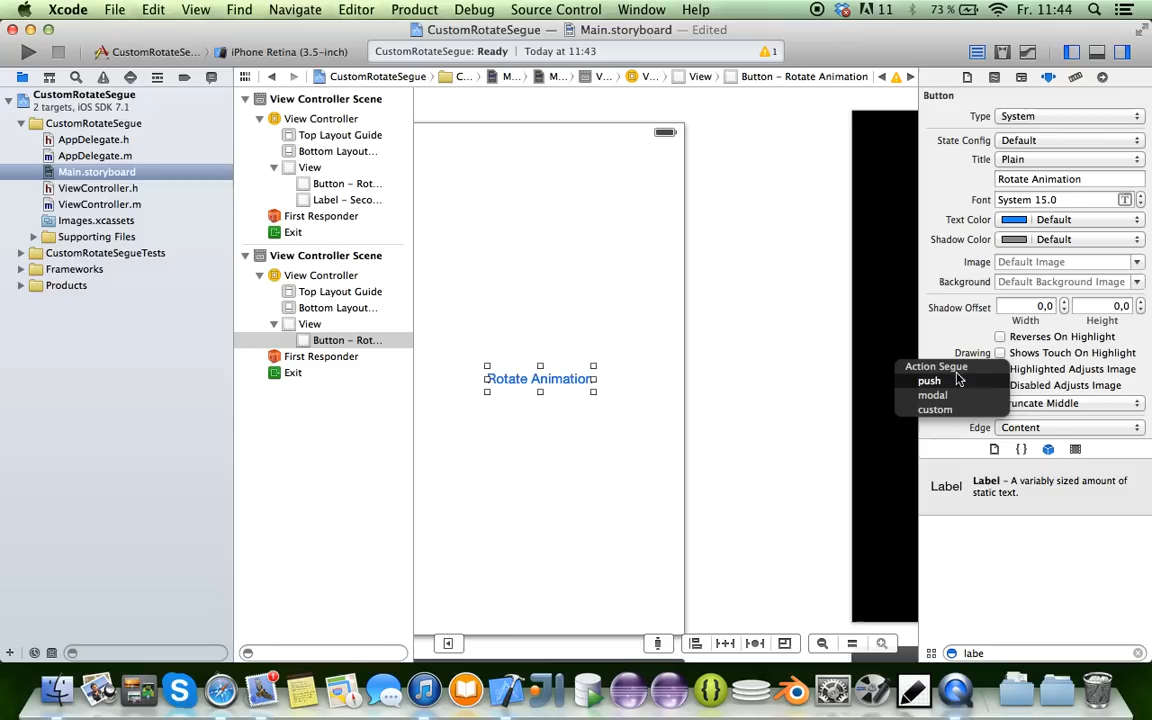 Xcode File Edit View Find Navigate Editor Product Debug Source Control Window Help 11 73 % Fr. 11:44
CustomRotateSegue — Main.storyboard — Edited
CustomRotateSe... iPhone Retina (3.5-inch) CustomRotateSegue: Ready Today at 11:43 1
CustomRotateSegue C... M... M... V... V... View Button - Rotate Animation
CustomRotateSegue
2 targets, iOS SDK 7.1
CustomRotateSegue
AppDelegate.h
AppDelegate.m
Main.storyboard
ViewController.h
ViewController.m
Images.xcassets
Supporting Files
CustomRotateSegueTests
Frameworks
Products
View Controller Scene
View Controller
Top Layout Guide
Bottom Layout...
View
Button - Rot...
Label - Seco...
First Responder
Exit
View Controller Scene
View Controller
Top Layout Guide
Bottom Layout...
View
Button - Rot...
First Responder
Exit
Rotate Animation
Action Segue
push
modal
custom
Button
Type System
State Config Default
Title Plain
Rotate Animation
Font System 15.0
Text Color Default
Shadow Color Default
Image Default Image
Background Default Background Image
Shadow Offset 0,0 0,0
Width Height
Reverses On Highlight
Drawing Shows Touch On Highlight
Highlighted Adjusts Image
Disabled Adjusts Image
runcate Middle
Edge Content
Label Label - A variably sized amount of
static text.
labe